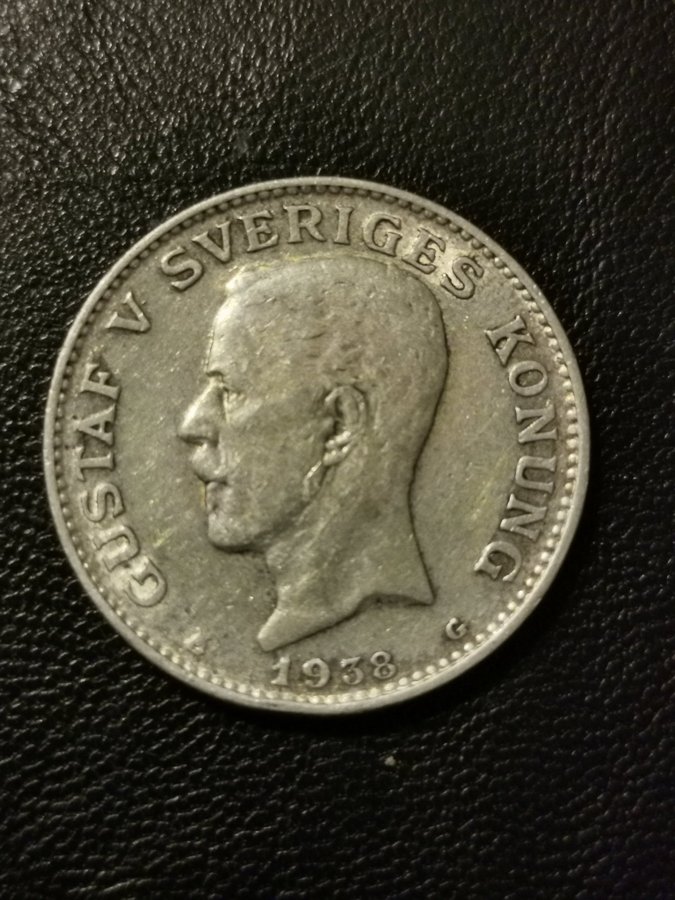 GUSTAF V SVERIGES KONUNG
G
1938